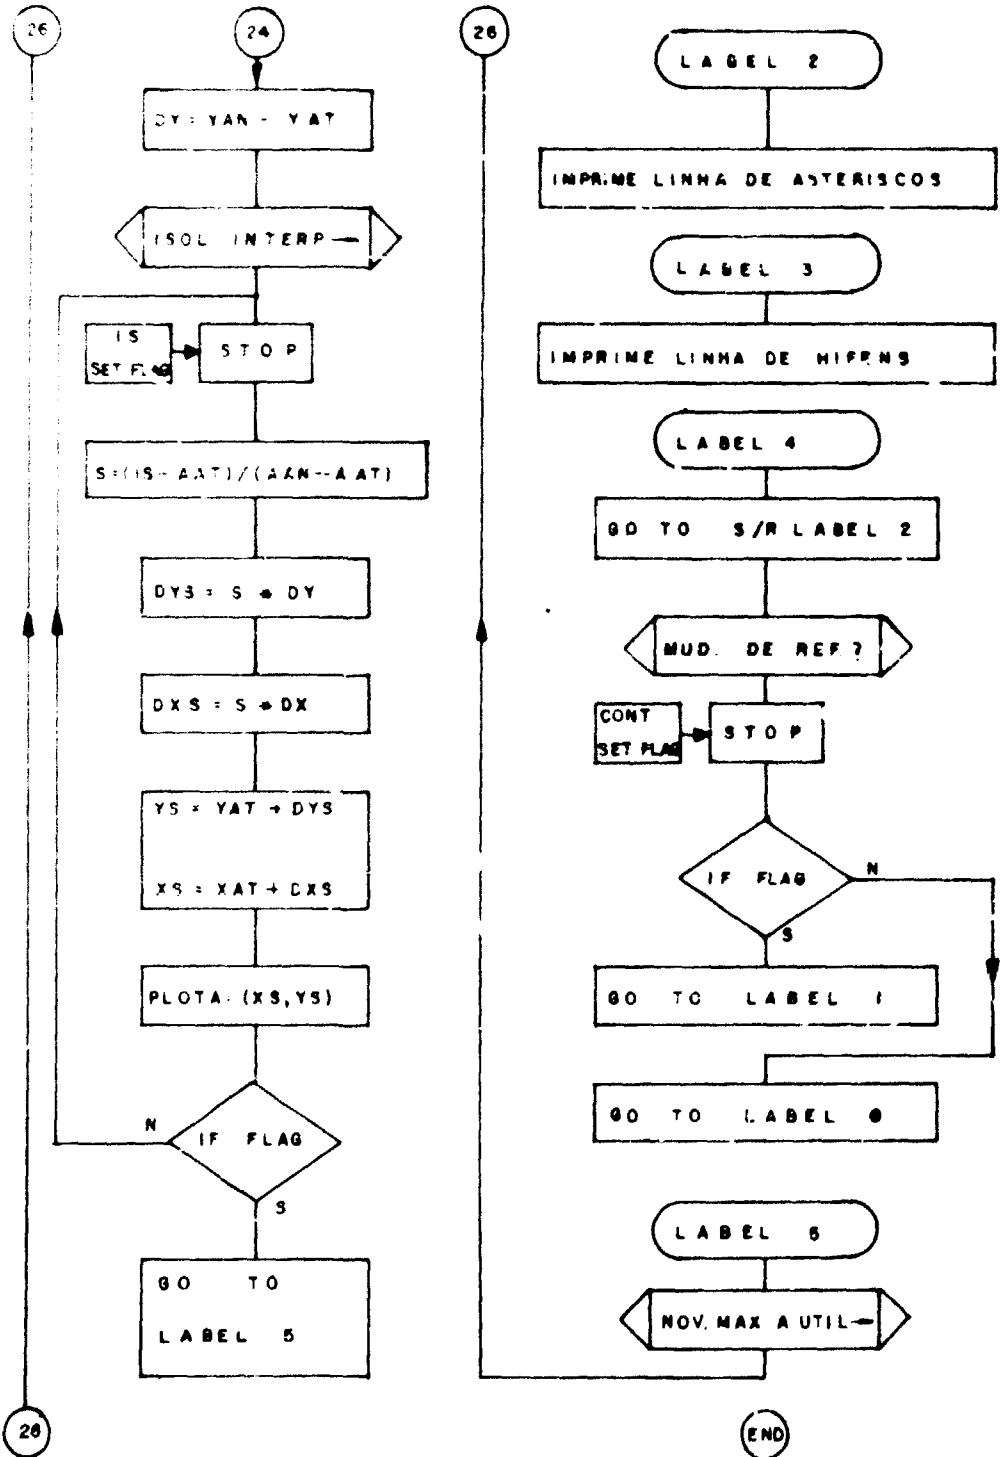 26
24
DY = YAN - YAT
ISOL INTERP
IS
SET FLAG
STOP
S=(IS-AAT)/(AAN-AAT)
DYS = S * DY
DXS = S * DX
YS = YAT + DYS
XS = XAT + DXS
PLOTA (XS,YS)
N
IF FLAG
S
GO TO
LABEL 5
26
26
LABEL 2
IMPRIME LINHA DE ASTERISCOS
LABEL 3
IMPRIME LINHA DE HIFENS
LABEL 4
GO TO S/R LABEL 2
MUD. DE REF.?
CONT
SET FLAG
STOP
IF FLAG
N
S
GO TO LABEL 1
GO TO LABEL 0
LABEL 5
NOV. MAX A UTIL
END